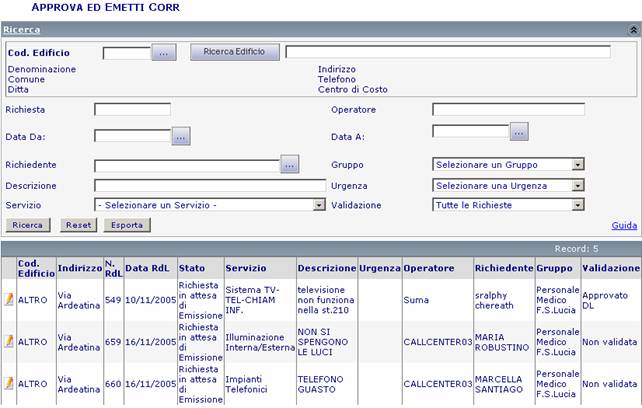 APPROVA ED EMETTI CORR
Ricerca
Cod. Edificio ... Ricerca Edificio
Denominazione Indirizzo
Comune Telefono
Ditta Centro di Costo
Richiesta Operatore
Data Da: ... Data A: ...
Richiedente ... Gruppo Selezionare un Gruppo
Descrizione Urgenza Selezionare una Urgenza
Servizio - Selezionare un Servizio - Validazione Tutte le Richieste
Ricerca Reset Esporta Guida
Record: 5
Cod. Edificio Indirizzo N. RdL Data RdL Stato Servizio Descrizione Urgenza Operatore Richiedente Gruppo Validazione
ALTRO Via Ardeatina 549 10/11/2005 Richiesta in attesa di Emissione Sistema TV-TEL-CHIAM INF. televisione non funziona nella st.210 Suma sralphy chereath Personale Medico F.S.Lucia Approvato DL
ALTRO Via Ardeatina 659 16/11/2005 Richiesta in attesa di Emissione Illuminazione Interna/Esterna NON SI SPENGONO LE LUCI CALLCENTER03 MARIA ROBUSTINO Personale Medico F.S.Lucia Non validata
ALTRO Via Ardeatina 660 16/11/2005 Richiesta in attesa di Emissione Impianti Telefonici TELEFONO GUASTO CALLCENTER03 MARCELLA SANTIAGO Personale Medico F.S.Lucia Non validata